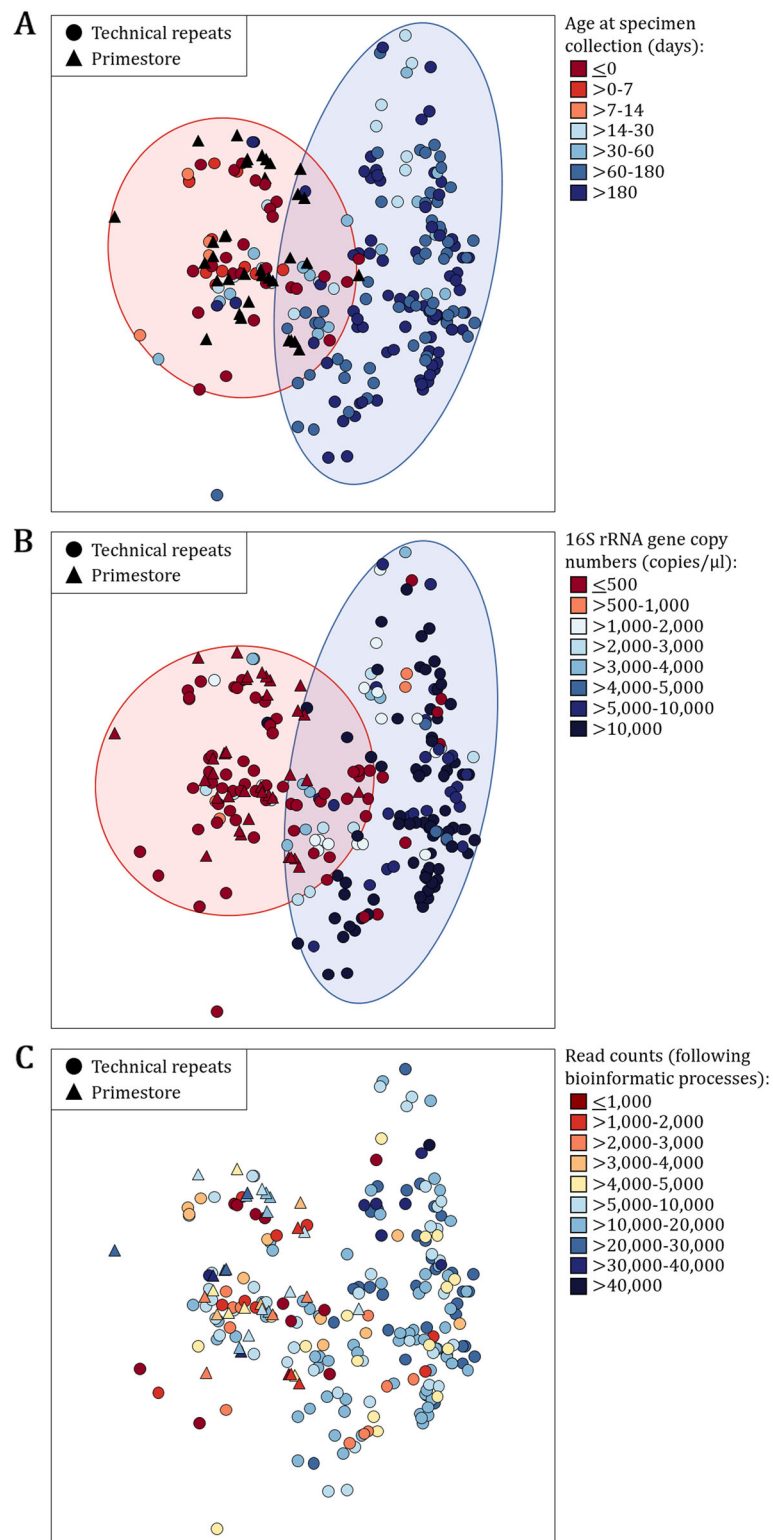 A
Technical repeats
Primestore
Age at specimen
collection (days):
≤0
>0-7
>7-14
>14-30
>30-60
>60-180
>180
B
Technical repeats
Primestore
16S rRNA gene copy
numbers (copies/µl):
≤500
>500-1,000
>1,000-2,000
>2,000-3,000
>3,000-4,000
>4,000-5,000
>5,000-10,000
>10,000
C
Technical repeats
Primestore
Read counts (following
bioinformatic processes):
≤1,000
>1,000-2,000
>2,000-3,000
>3,000-4,000
>4,000-5,000
>5,000-10,000
>10,000-20,000
>20,000-30,000
>30,000-40,000
>40,000